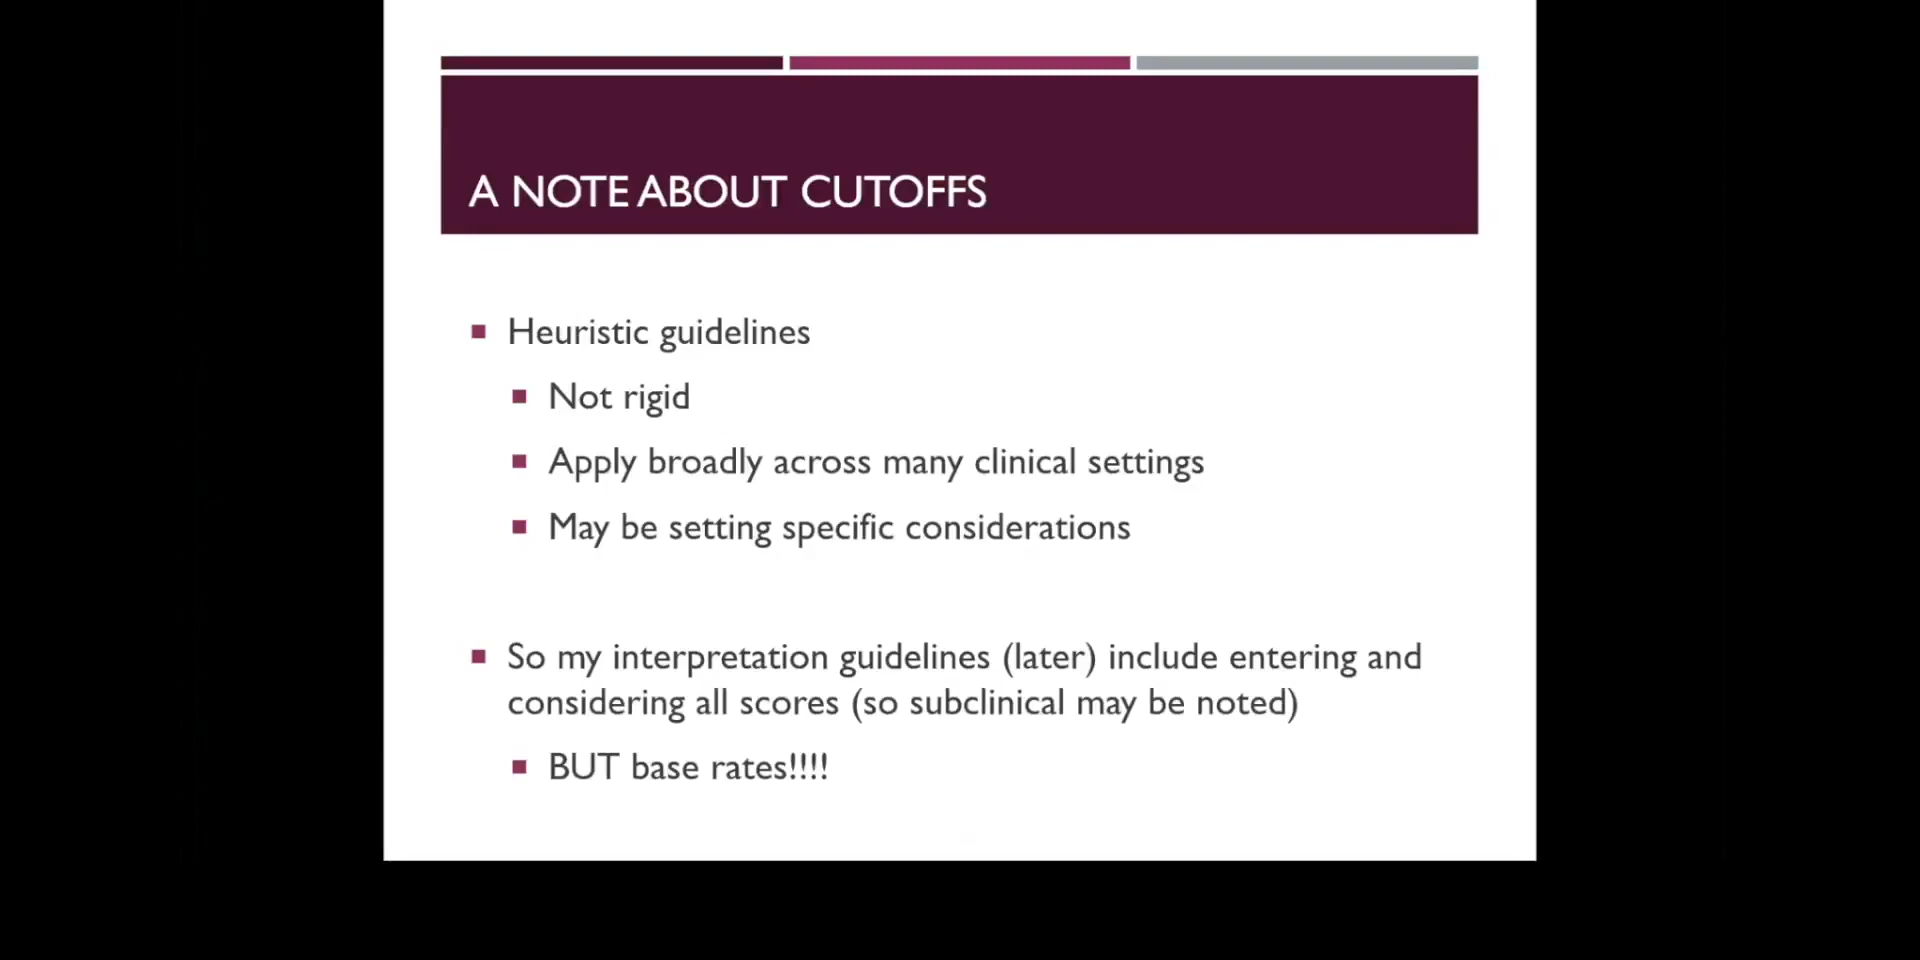 A NOTE ABOUT CUTOFFS
Heuristic guidelines
Not rigid
Apply broadly across many clinical settings
May be setting specific considerations
So my interpretation guidelines (later) include entering and
considering all scores (so subclinical may be noted)
BUT base rates!!!!